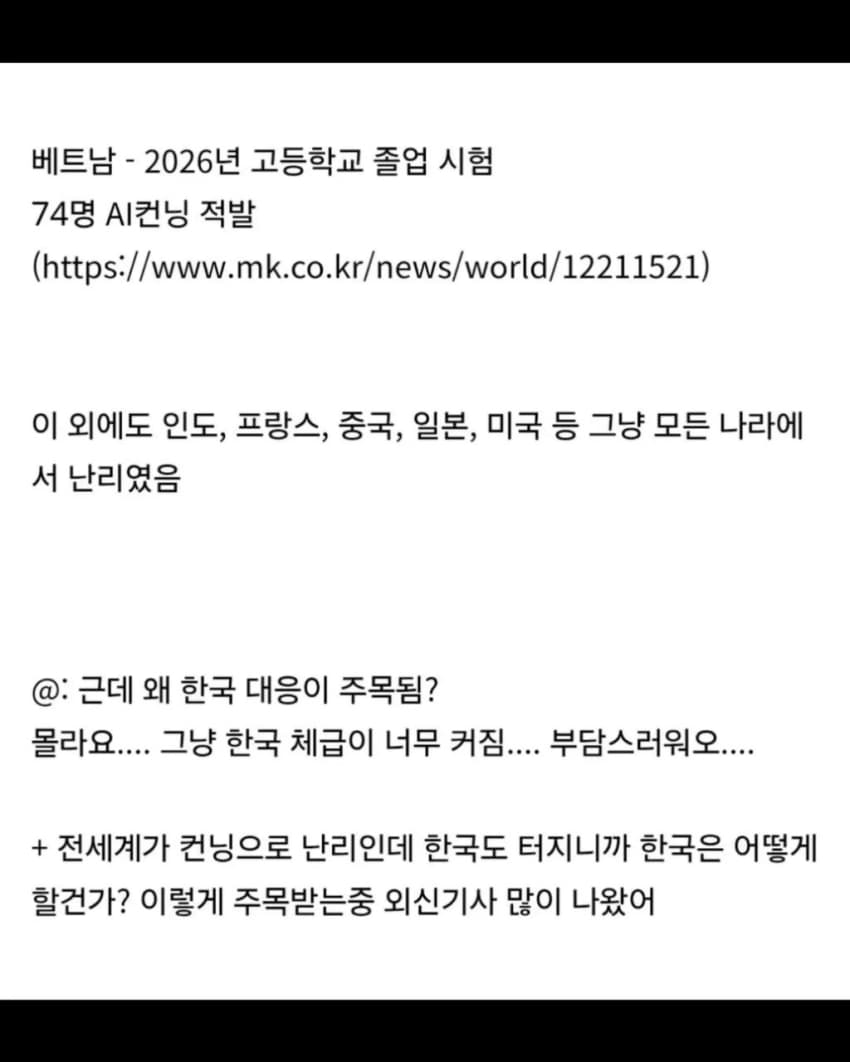 베트남 - 2026년 고등학교 졸업 시험
74명 AI컨닝 적발
(https://www.mk.co.kr/news/world/12211521)
이 외에도 인도, 프랑스, 중국, 일본, 미국 등 그냥 모든 나라에
서 난리였음
@: 근데 왜 한국 대응이 주목됨?
몰라요.... 그냥 한국 체급이 너무 커짐.... 부담스러워오....
+ 전세계가 컨닝으로 난리인데 한국도 터지니까 한국은 어떻게
할건가? 이렇게 주목받는중 외신기사 많이 나왔어